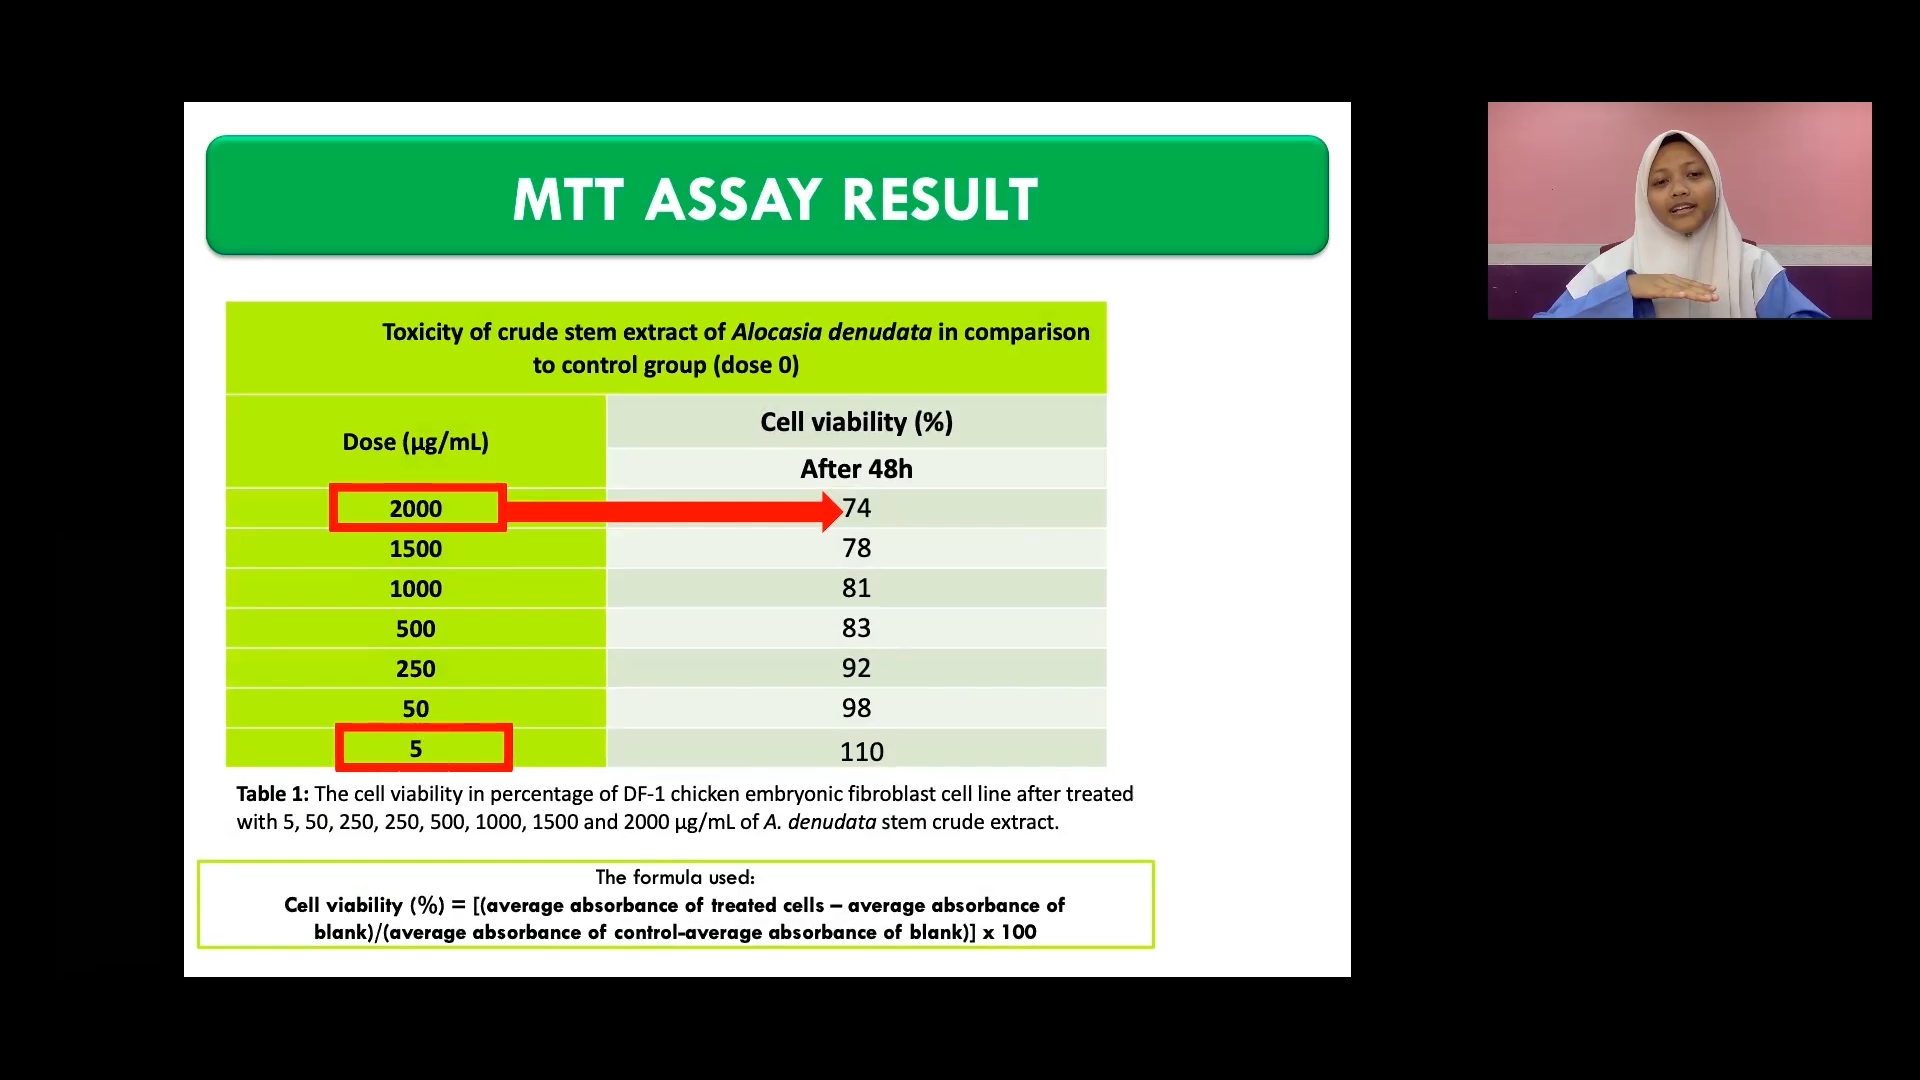 MTT ASSAY RESULT
Toxicity of crude stem extract of Alocasia denudata in comparison
to control group (dose 0)
Dose (µg/mL)
Cell viability (%)
After 48h
2000 74
1500 78
1000 81
500 83
250 92
50 98
5 110
Table 1: The cell viability in percentage of DF-1 chicken embryonic fibroblast cell line after treated
with 5, 50, 250, 250, 500, 1000, 1500 and 2000 µg/mL of A. denudata stem crude extract.
The formula used:
Cell viability (%) = [(average absorbance of treated cells – average absorbance of
blank)/(average absorbance of control-average absorbance of blank)] x 100